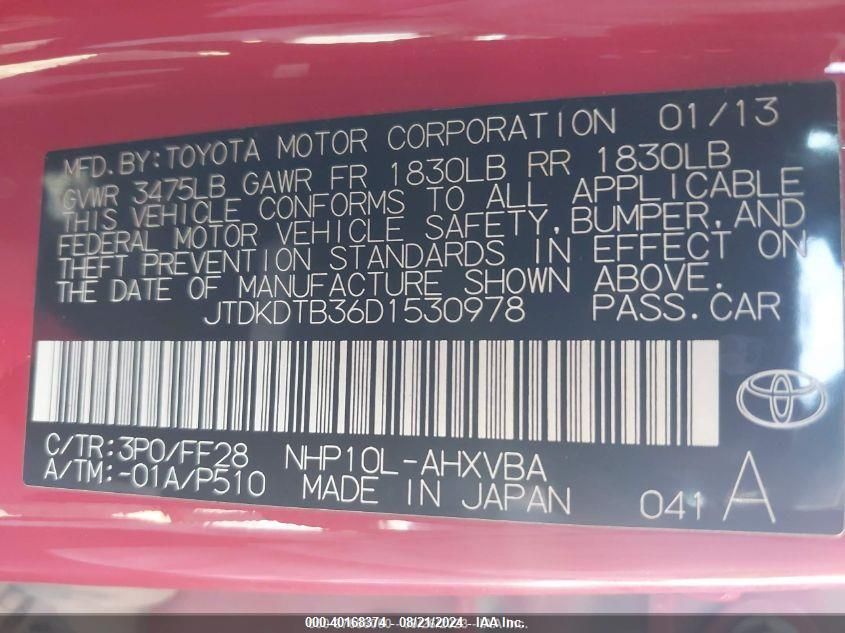 MFD.BY:TOYOTA MOTOR CORPORATION 01/13
GVWR 3475LB GAWR FR 1830LB RR 1830LB
THIS VEHICLE CONFORMS TO ALL APPLICABLE
FEDERAL MOTOR VEHICLE SAFETY,BUMPER,AND
THEFT PREVENTION STANDARDS IN EFFECT ON
THE DATE OF MANUFACTURE SHOWN ABOVE.
JTDKDTB36D1530978 PASS.CAR
C/TR:3P0/FF28 NHP10L-AHXVBA
A/TM:-01A/P510 MADE IN JAPAN 041 A
000-40168374 - 08/21/2024 - IAA Inc.